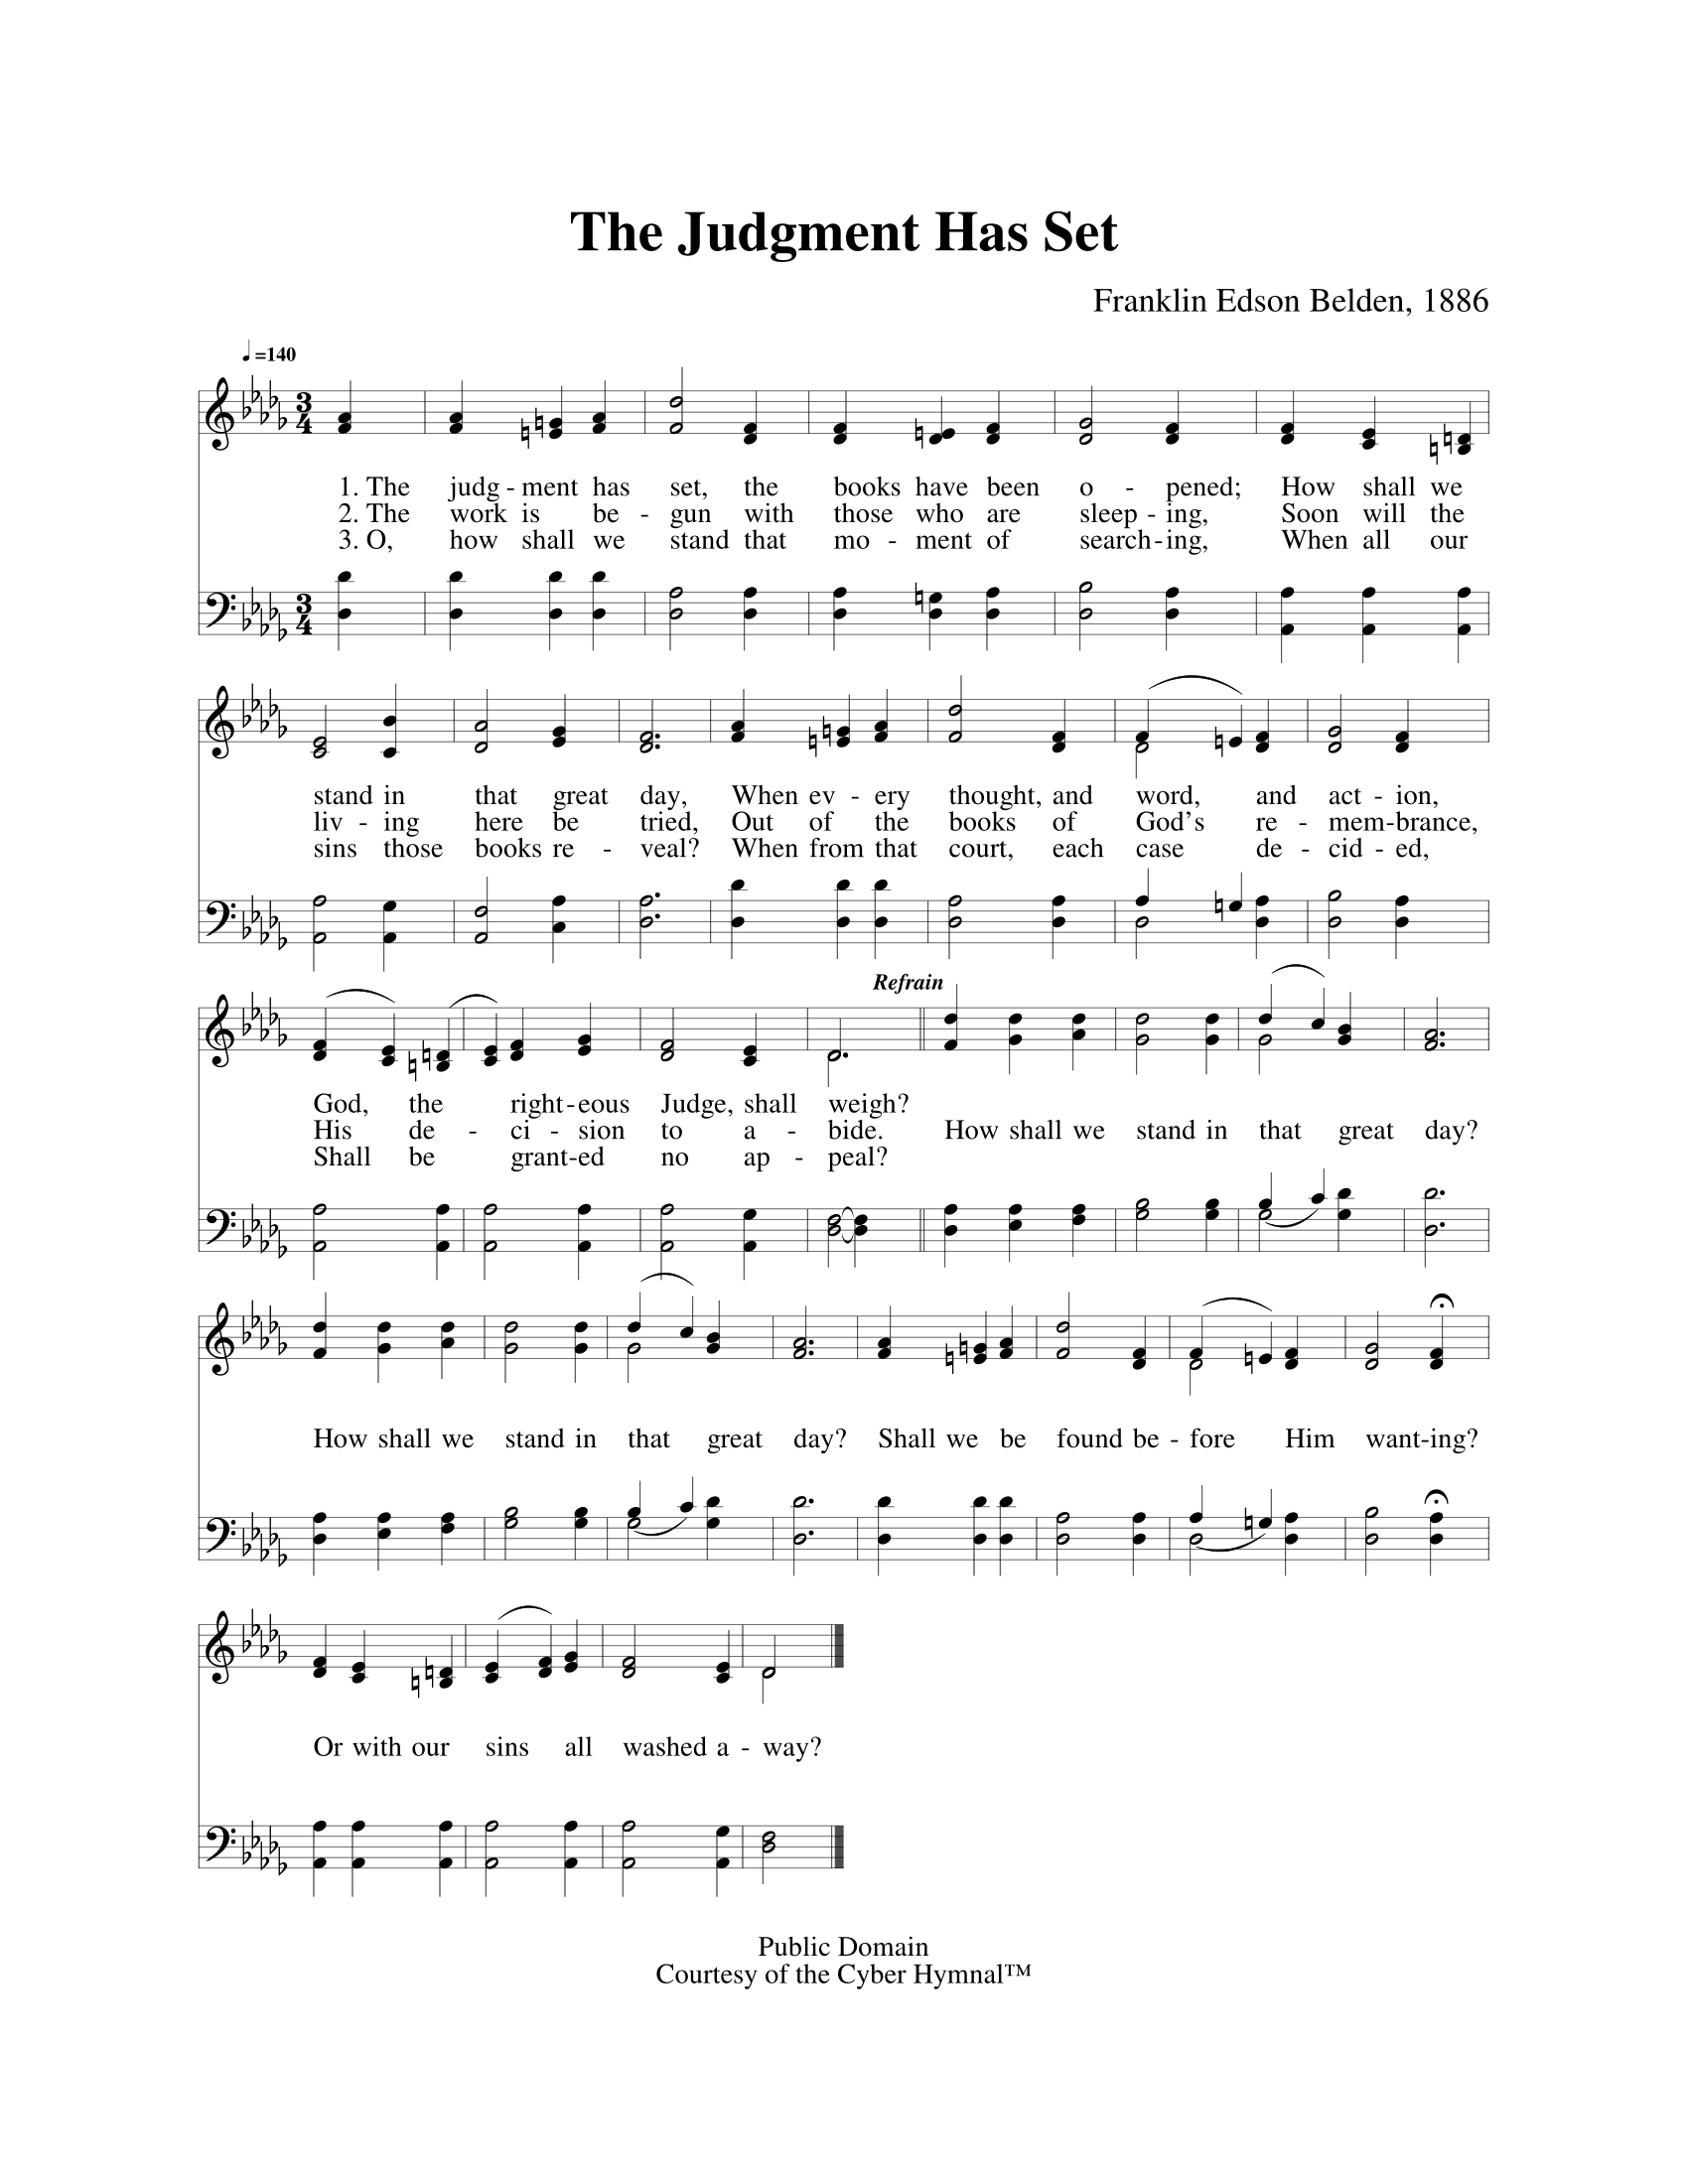 The Judgment Has Set
Franklin Edson Belden, 1886
=140
3 4
1. The judg - ment has set, the books have been o - pened; How shall we
2. The work is be - gun with those who are sleep - ing, Soon will the
3. O, how shall we stand that mo - ment of search - ing, When all our
3 4
stand in that great day, When ev - ery thought, and word, and act - ion,
liv - ing here be tried, Out of the books of God's re - mem - brance,
sins those books re - veal? When from that court, each case de - cid - ed,
Refrain
God, the right - eous Judge, shall weigh?
His de - ci - sion to a - bide. How shall we stand in that great day?
Shall be grant - ed no ap - peal?
How shall we stand in that great day? Shall we be found be - fore Him want - ing?
Or with our sins all washed a - way?
Public Domain
Courtesy of the Cyber Hymnal™